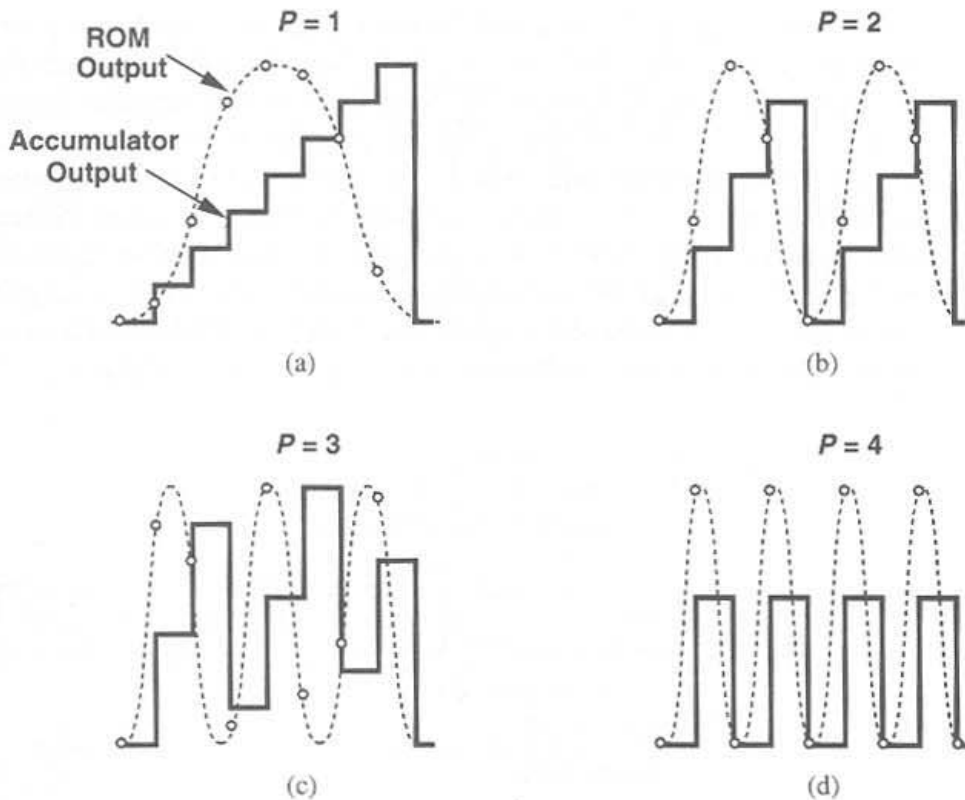 P = 1
ROM
Output
Accumulator
Output
(a)
P = 2
(b)
P = 3
(c)
P = 4
(d)